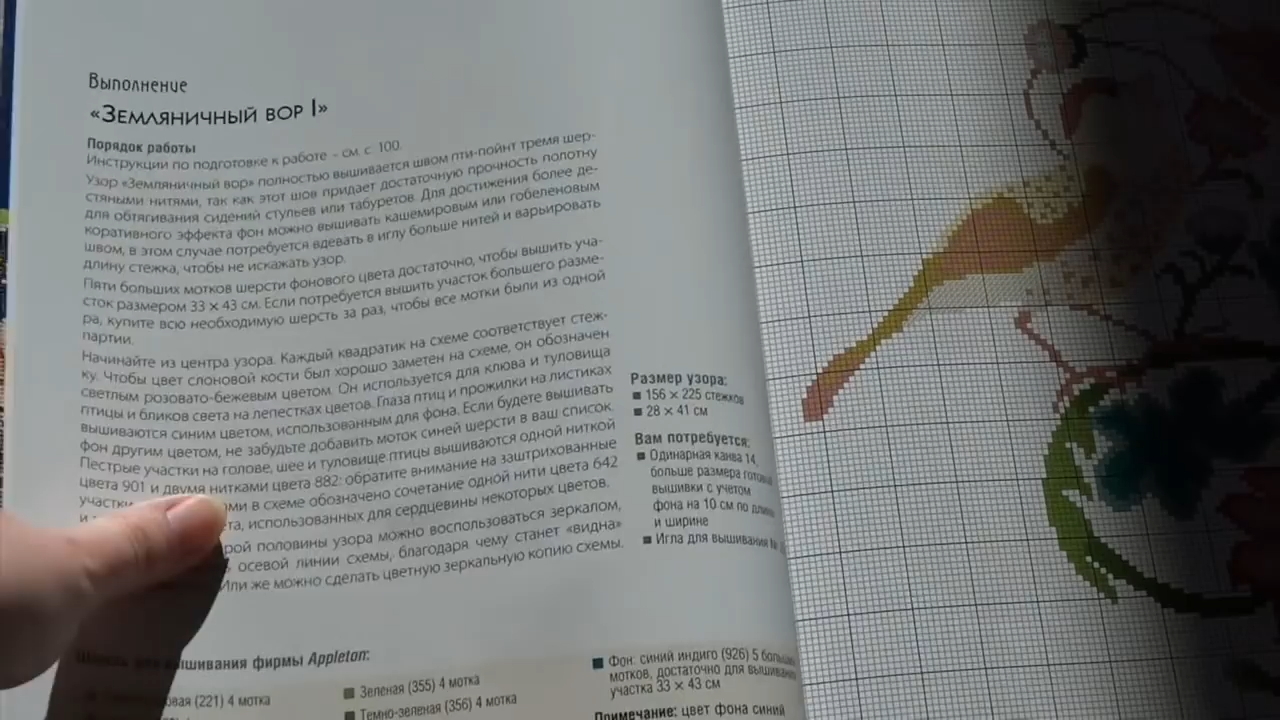 Выполнение
«Земляничный вор I»
Порядок работы
Инструкции по подготовке к работе – см. с. 100.
Узор «Земляничный вор» полностью вышивается швом пти-пойнт тремя шер-
стяными нитями, так как этот шов придает достаточную прочность полотну
для обтягивания сидений стульев или табуретов. Для достижения более де-
коративного эффекта фон можно вышивать кашемировым или гобеленовым
швом, в этом случае потребуется вдевать в иглу больше нитей и варьировать
длину стежка, чтобы не искажать узор.
Пяти больших мотков шерсти фонового цвета достаточно, чтобы вышить уча-
сток размером 33 × 43 см. Если потребуется вышить участок большего разме-
ра, купите всю необходимую шерсть за раз, чтобы все мотки были из одной
партии.
Начинайте из центра узора. Каждый квадратик на схеме соответствует стеж-
ку. Чтобы цвет слоновой кости был хорошо заметен на схеме, он обозначен
светлым розовато-бежевым цветом. Он используется для клюва и туловища
птицы и бликов света на лепестках цветов. Глаза птиц и прожилки на листиках
вышиваются синим цветом, использованным для фона. Если будете вышивать
фон другим цветом, не забудьте добавить моток синей шерсти в ваш список.
Пестрые участки на голове, шее и туловище птицы вышиваются одной ниткой
цвета 901 и двумя нитками цвета 882: обратите внимание на заштрихованные
в схеме обозначено сочетание одной нити цвета 642
и использованных для сердцевины некоторых цветов.
половины узора можно воспользоваться зеркалом,
осевой линии схемы, благодаря чему станет «видна»
Или же можно сделать цветную зеркальную копию схемы.
Размер узора:
■ 156 × 225 стежков
■ 28 × 41 см
Вам потребуется:
■ Одинарная канва 14,
больше размера
вышивки с учетом
фона на 10 см по
и ширине
■ Игла для вышивания
вышивания фирмы Appleton:
(221) 4 мотка
■ Зеленая (355) 4 мотка
■ Темно-зеленая (356) 4 мотка
■ Фон: синий индиго (926) 5
мотков, достаточно для
участка 33 × 43 см
Примечание: цвет фона синий